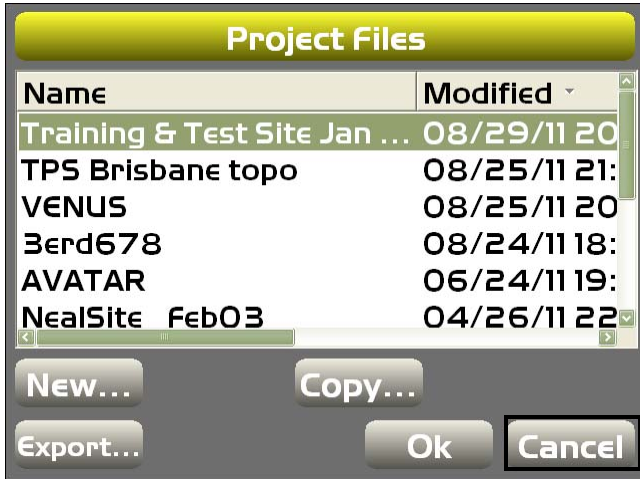 Project Files
Name Modified
Training & Test Site Jan ... 08/29/11 20
TPS Brisbane topo 08/25/11 21:
VENUS 08/25/11 20
3erd678 08/24/11 18:
AVATAR 06/24/11 19:
NealSite_Feb03 04/26/11 22
New... Copy...
Export... Ok Cancel